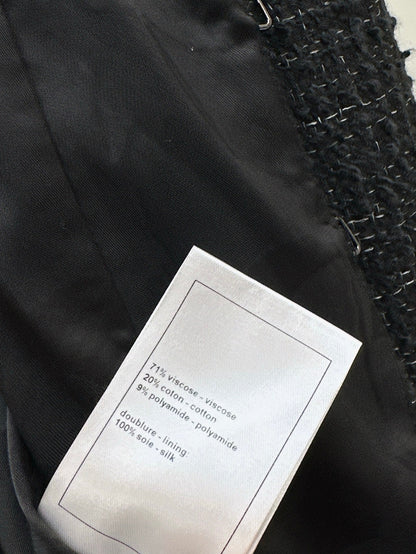 71% viscose - viscose
20% coton - cotton
9% polyamide - polyamide
doublure - lining:
100% soie - silk